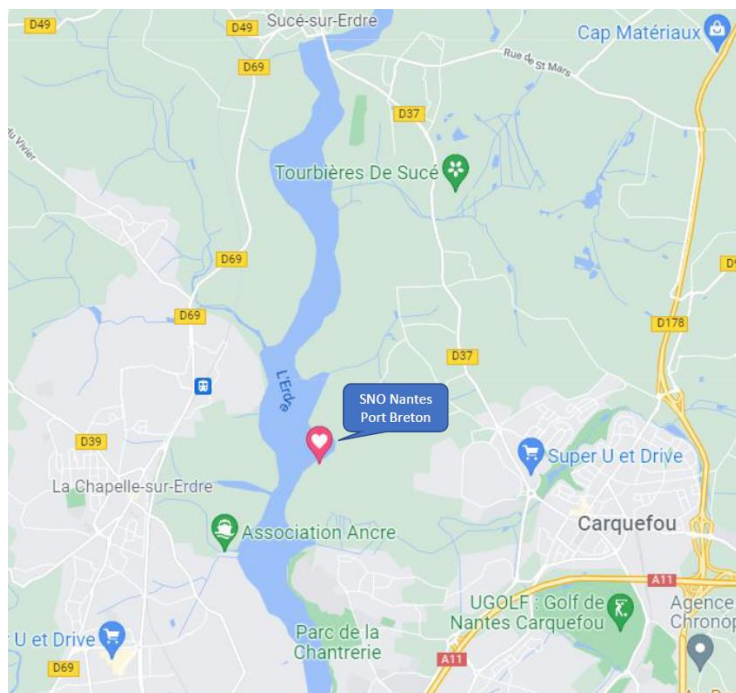 D49
D49
Sucé-sur-Erdre
Cap Matériaux
D69
Rue de St Mars
D37
du Vivier
Tourbières De Sucé
D69
D69
D178
D37
L'Erdre
SNO Nantes
Port Breton
D39
Super U et Drive
La Chapelle-sur-Erdre
Carquefou
Association Ancre
A11
UGOLF : Golf de
Nantes Carquefou
Agence
Chronop
Parc de la
Chantrerie
U et Drive
A11
D69